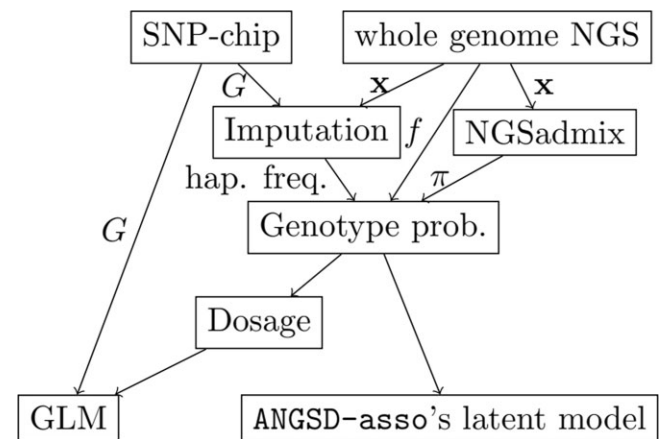 SNP-chip
whole genome NGS
G
x
x
Imputation
f
NGSadmix
hap. freq.
π
Genotype prob.
G
Dosage
GLM
ANGSD-asso's latent model